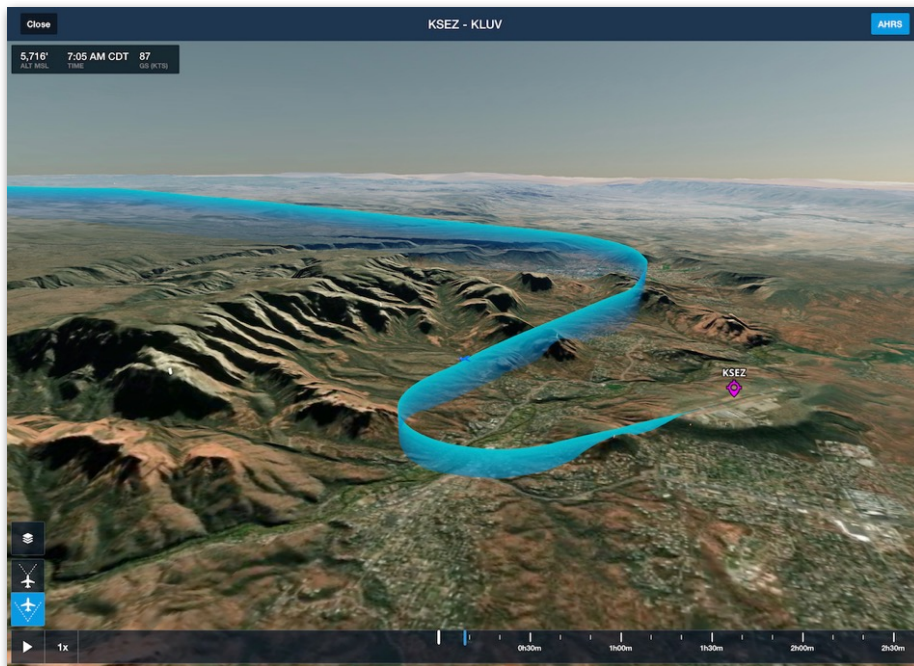 Close
KSEZ - KLUV
AHRS
5,716' 7:05 AM CDT 87
ALT MSL TIME GS (KTS)
KSEZ
1x
0h30m 1h00m 1h30m 2h00m 2h30m